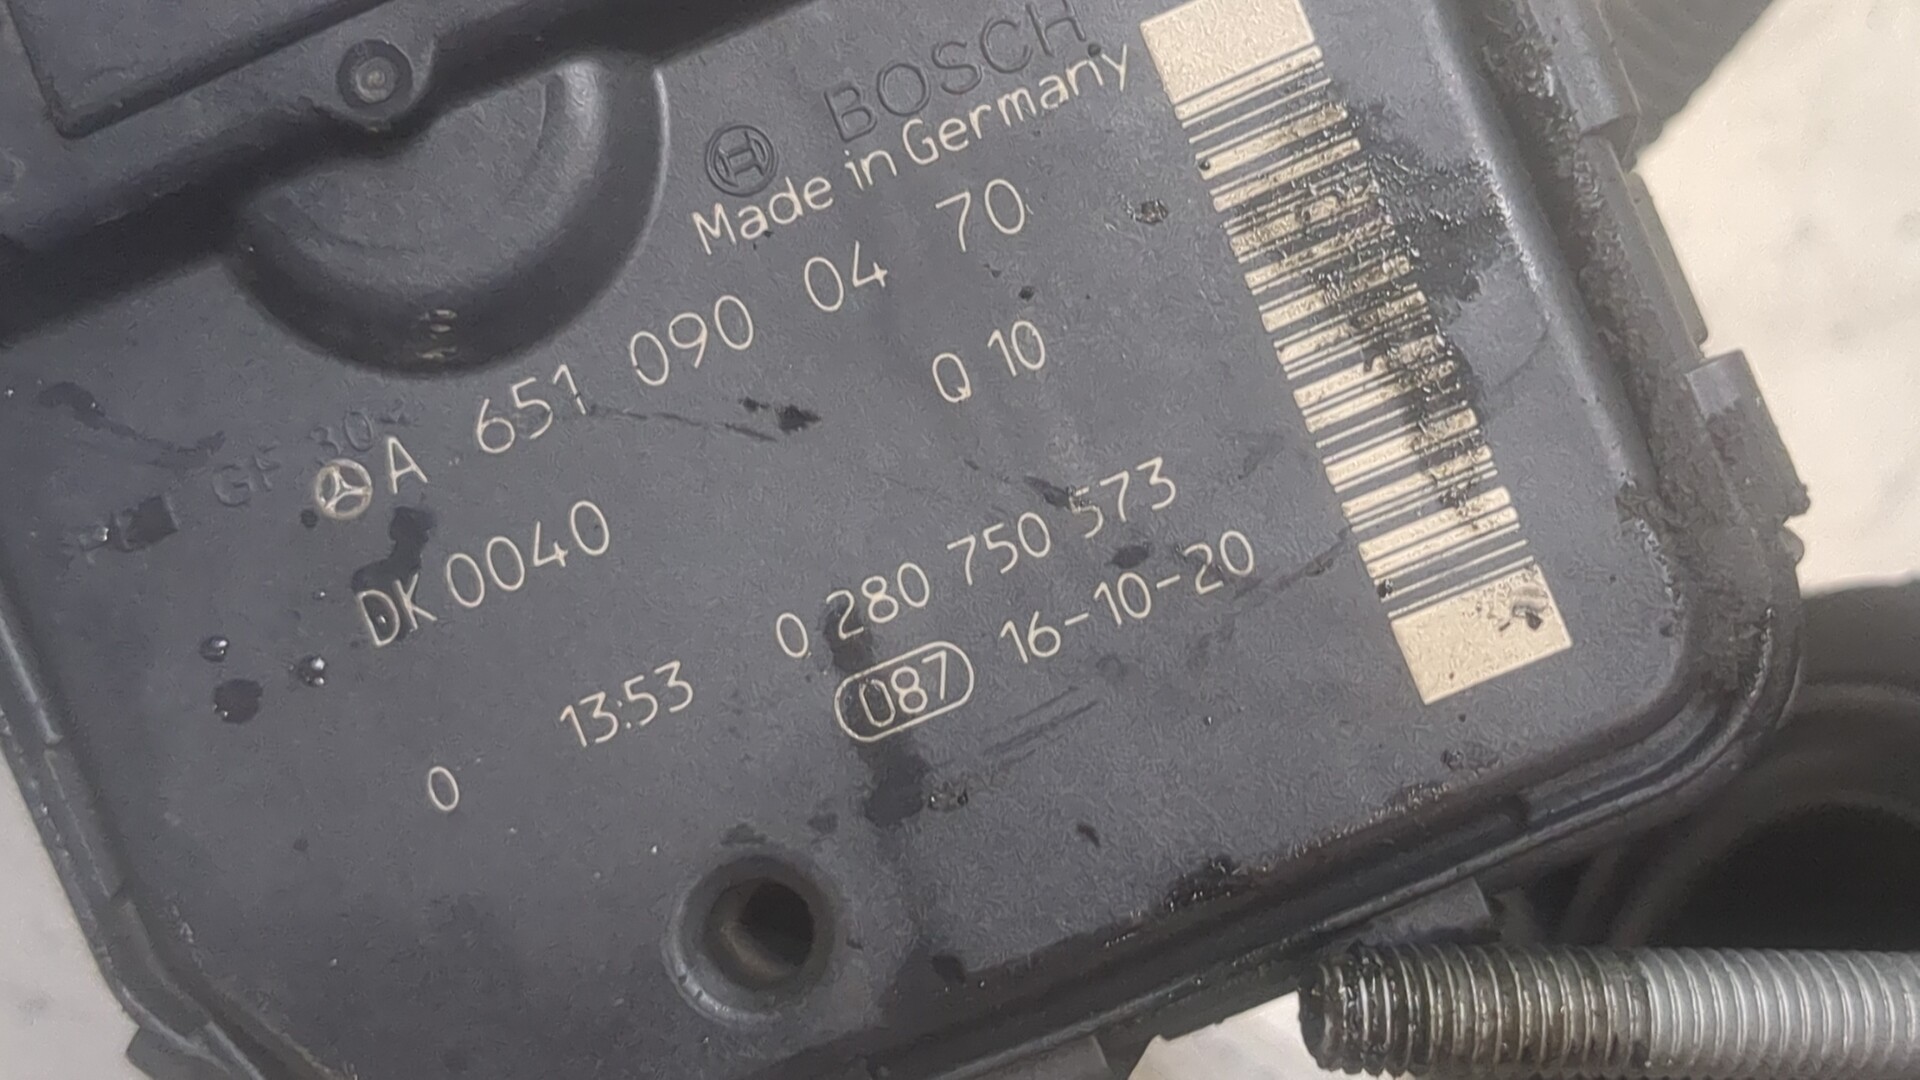 BOSCH
Made in Germany
A 651 090 04 70
Q 10
DK 0040
0 280 750 573
13:53 087 16-10-20
0